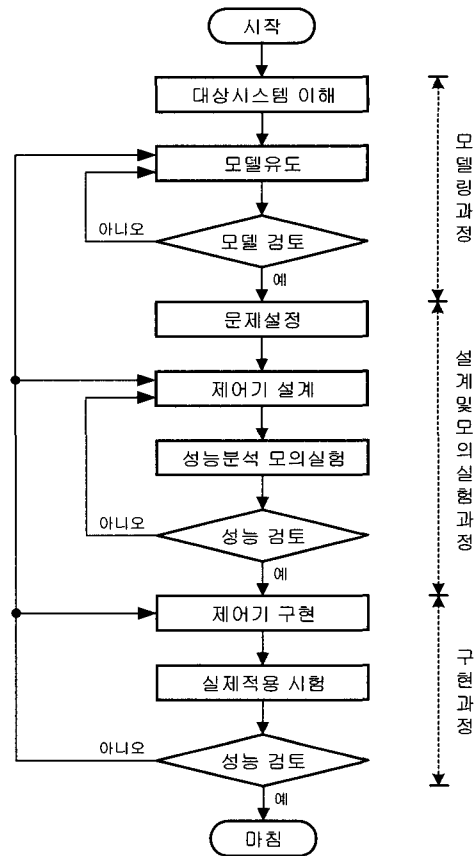 시작
대상시스템 이해
모델유도
아니오
모델 검토
예
문제설정
제어기 설계
성능분석 모의실험
아니오
성능 검토
예
제어기 구현
실제적용 시험
아니오
성능 검토
예
마침
모델링과정
설계및모의실험과정
구현과정